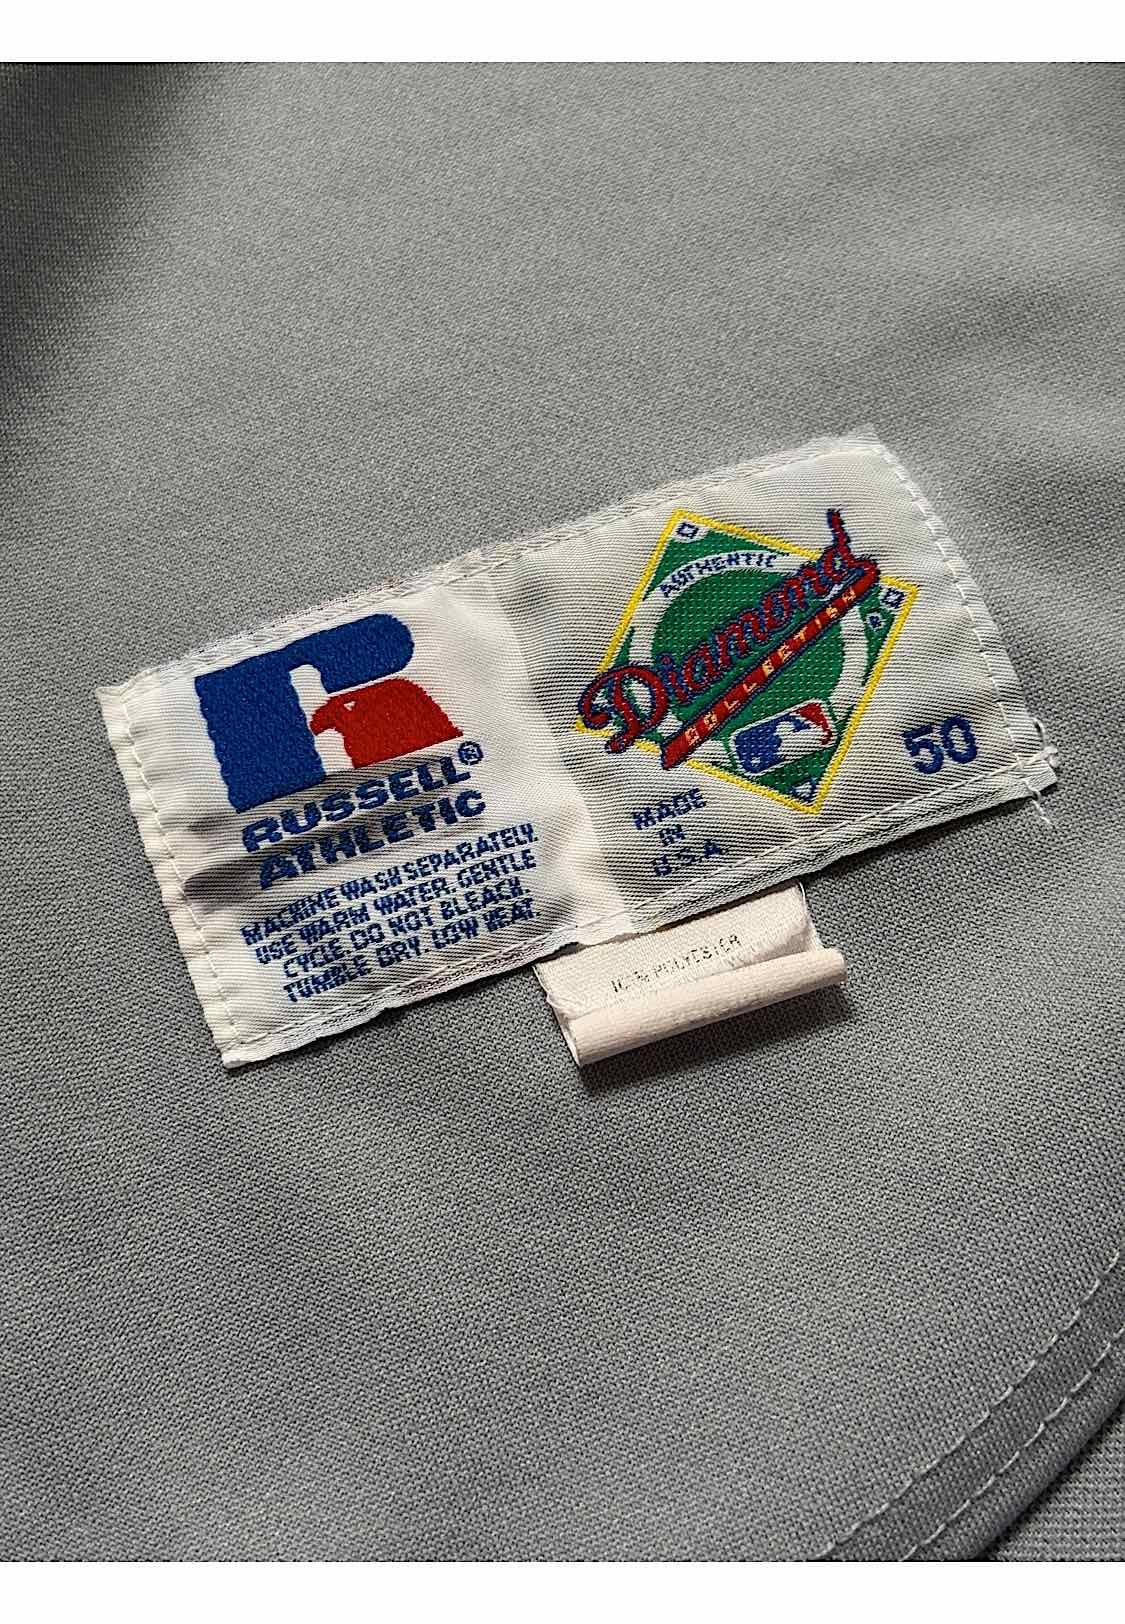 RUSSELL®
ATHLETIC
MACHINE WASH SEPARATELY.
USE WARM WATER. GENTLE
CYCLE. DO NOT BLEACH.
TUMBLE DRY. LOW HEAT.
AUTHENTIC
Diamond
COLLECTION
®
50
MADE
IN
U.S.A.
% POLYESTER